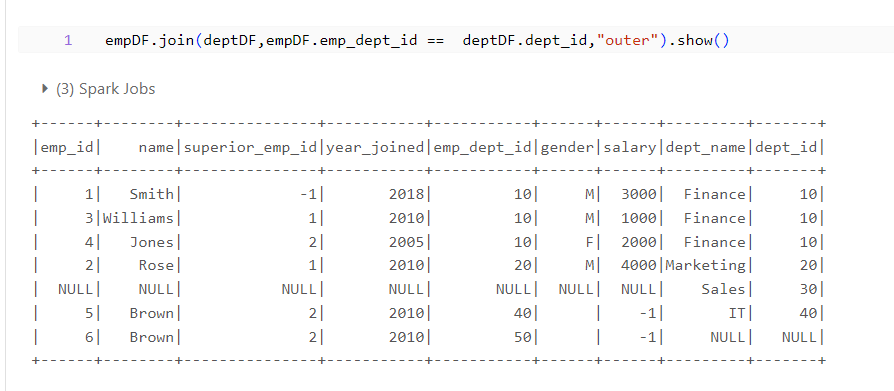 1 empDF.join(deptDF,empDF.emp_dept_id ==  deptDF.dept_id,"outer").show()
(3) Spark Jobs
+------+--------+---------------+-----------+-----------+------+------+---------+-------+
|emp_id|    name|superior_emp_id|year_joined|emp_dept_id|gender|salary|dept_name|dept_id|
+------+--------+---------------+-----------+-----------+------+------+---------+-------+
|     1|   Smith|             -1|       2018|         10|     M|  3000|  Finance|     10|
|     3|Williams|              1|       2010|         10|     M|  1000|  Finance|     10|
|     4|   Jones|              2|       2005|         10|     F|  2000|  Finance|     10|
|     2|    Rose|              1|       2010|         20|     M|  4000|Marketing|     20|
|  NULL|    NULL|           NULL|       NULL|       NULL|  NULL|  NULL|    Sales|     30|
|     5|   Brown|              2|       2010|         40|      |    -1|       IT|     40|
|     6|   Brown|              2|       2010|         50|      |    -1|     NULL|   NULL|
+------+--------+---------------+-----------+-----------+------+------+---------+-------+